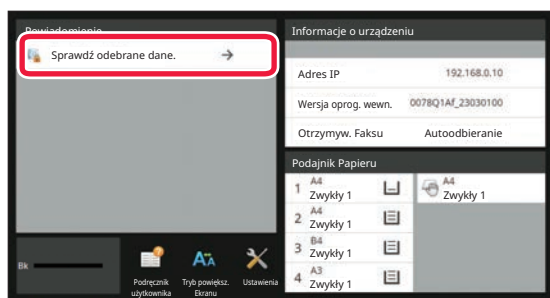 Powiadomienie
Sprawdź odebrane dane.
Informacje o urządzeniu
Adres IP 192.168.0.10
Wersja oprog. wewn. 0078Q1Af_23030100
Otrzymyw. Faksu Autoodbieranie
Podajnik Papieru
1 A4
Zwykły 1
A4
Zwykły 1
2 A4
Zwykły 1
3 B4
Zwykły 1
4 A3
Zwykły 1
Bk
Podręcznik
użytkownika
Tryb powiększ.
Ekranu
Ustawienia